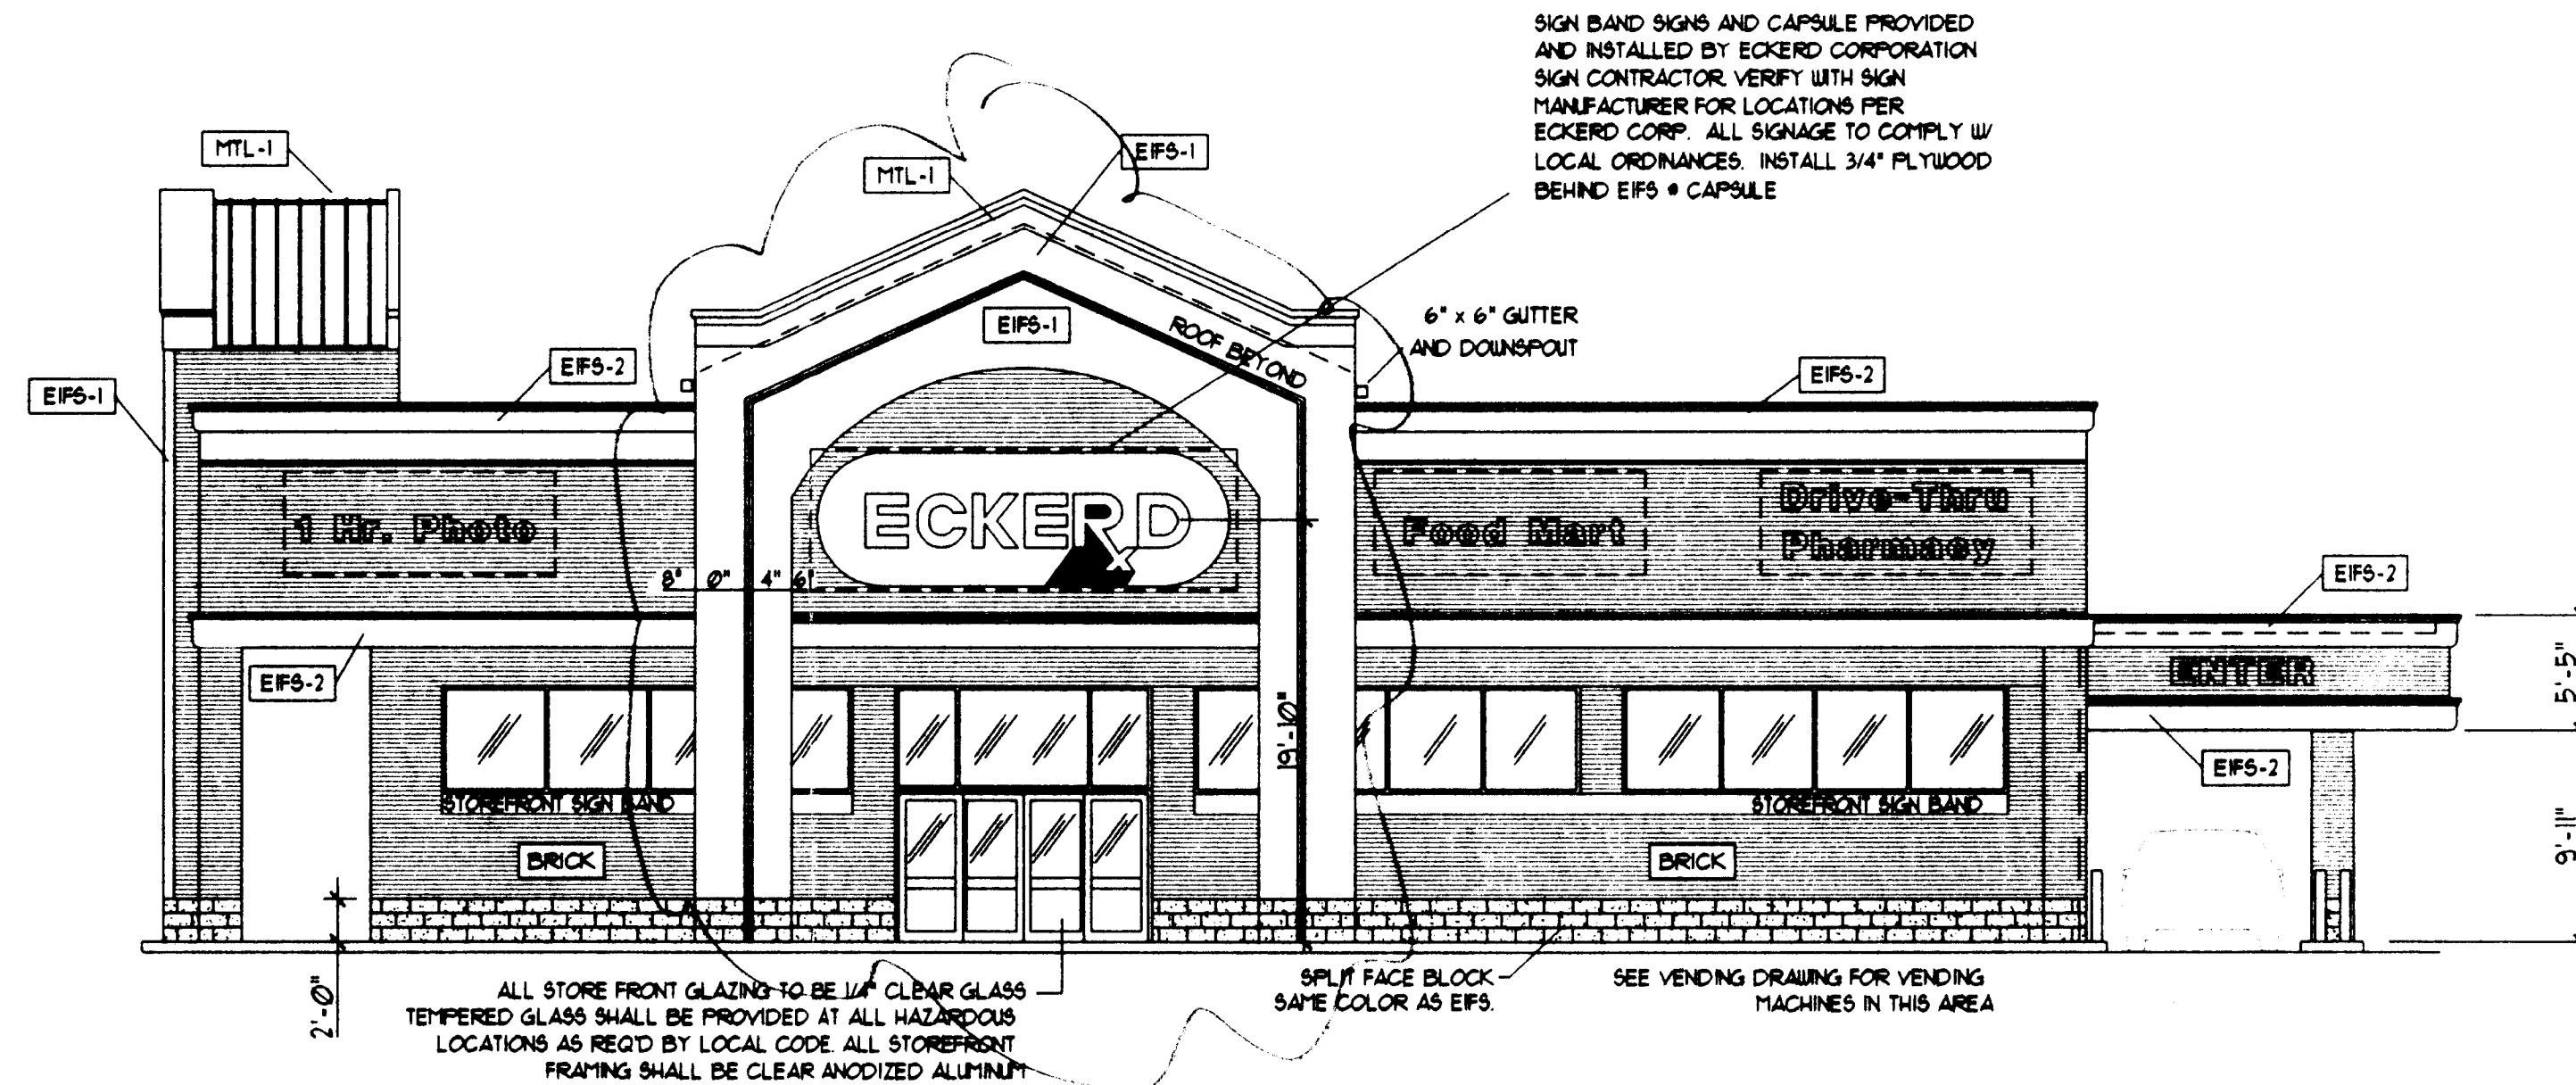 SIGN BAND SIGNS AND CAPSULE PROVIDED
AND INSTALLED BY ECKERD CORPORATION
SIGN CONTRACTOR. VERIFY WITH SIGN
MANUFACTURER FOR LOCATIONS PER
ECKERD CORP. ALL SIGNAGE TO COMPLY W/
LOCAL ORDINANCES. INSTALL 3/4" PLYWOOD
BEHIND EIFS @ CAPSULE
MTL-1
MTL-1
EIFS-1
EIFS-1
ROOF BEYOND
6" x 6" GUTTER
AND DOWNSPOUT
EIFS-1
EIFS-2
EIFS-2
1 Hr. Photo
ECKERD
x
Food Mart
Drive-Thru
Pharmacy
8" 0" 4" 6"
EIFS-2
EIFS-2
ENTER
5'-5"
19'-10"
EIFS-2
STOREFRONT SIGN BAND
STOREFRONT SIGN BAND
BRICK
BRICK
9'-11"
2'-0"
ALL STORE FRONT GLAZING TO BE 1/4" CLEAR GLASS
TEMPERED GLASS SHALL BE PROVIDED AT ALL HAZARDOUS
LOCATIONS AS REQ'D BY LOCAL CODE. ALL STOREFRONT
FRAMING SHALL BE CLEAR ANODIZED ALUMINUM
SPLIT FACE BLOCK
SAME COLOR AS EIFS.
SEE VENDING DRAWING FOR VENDING
MACHINES IN THIS AREA